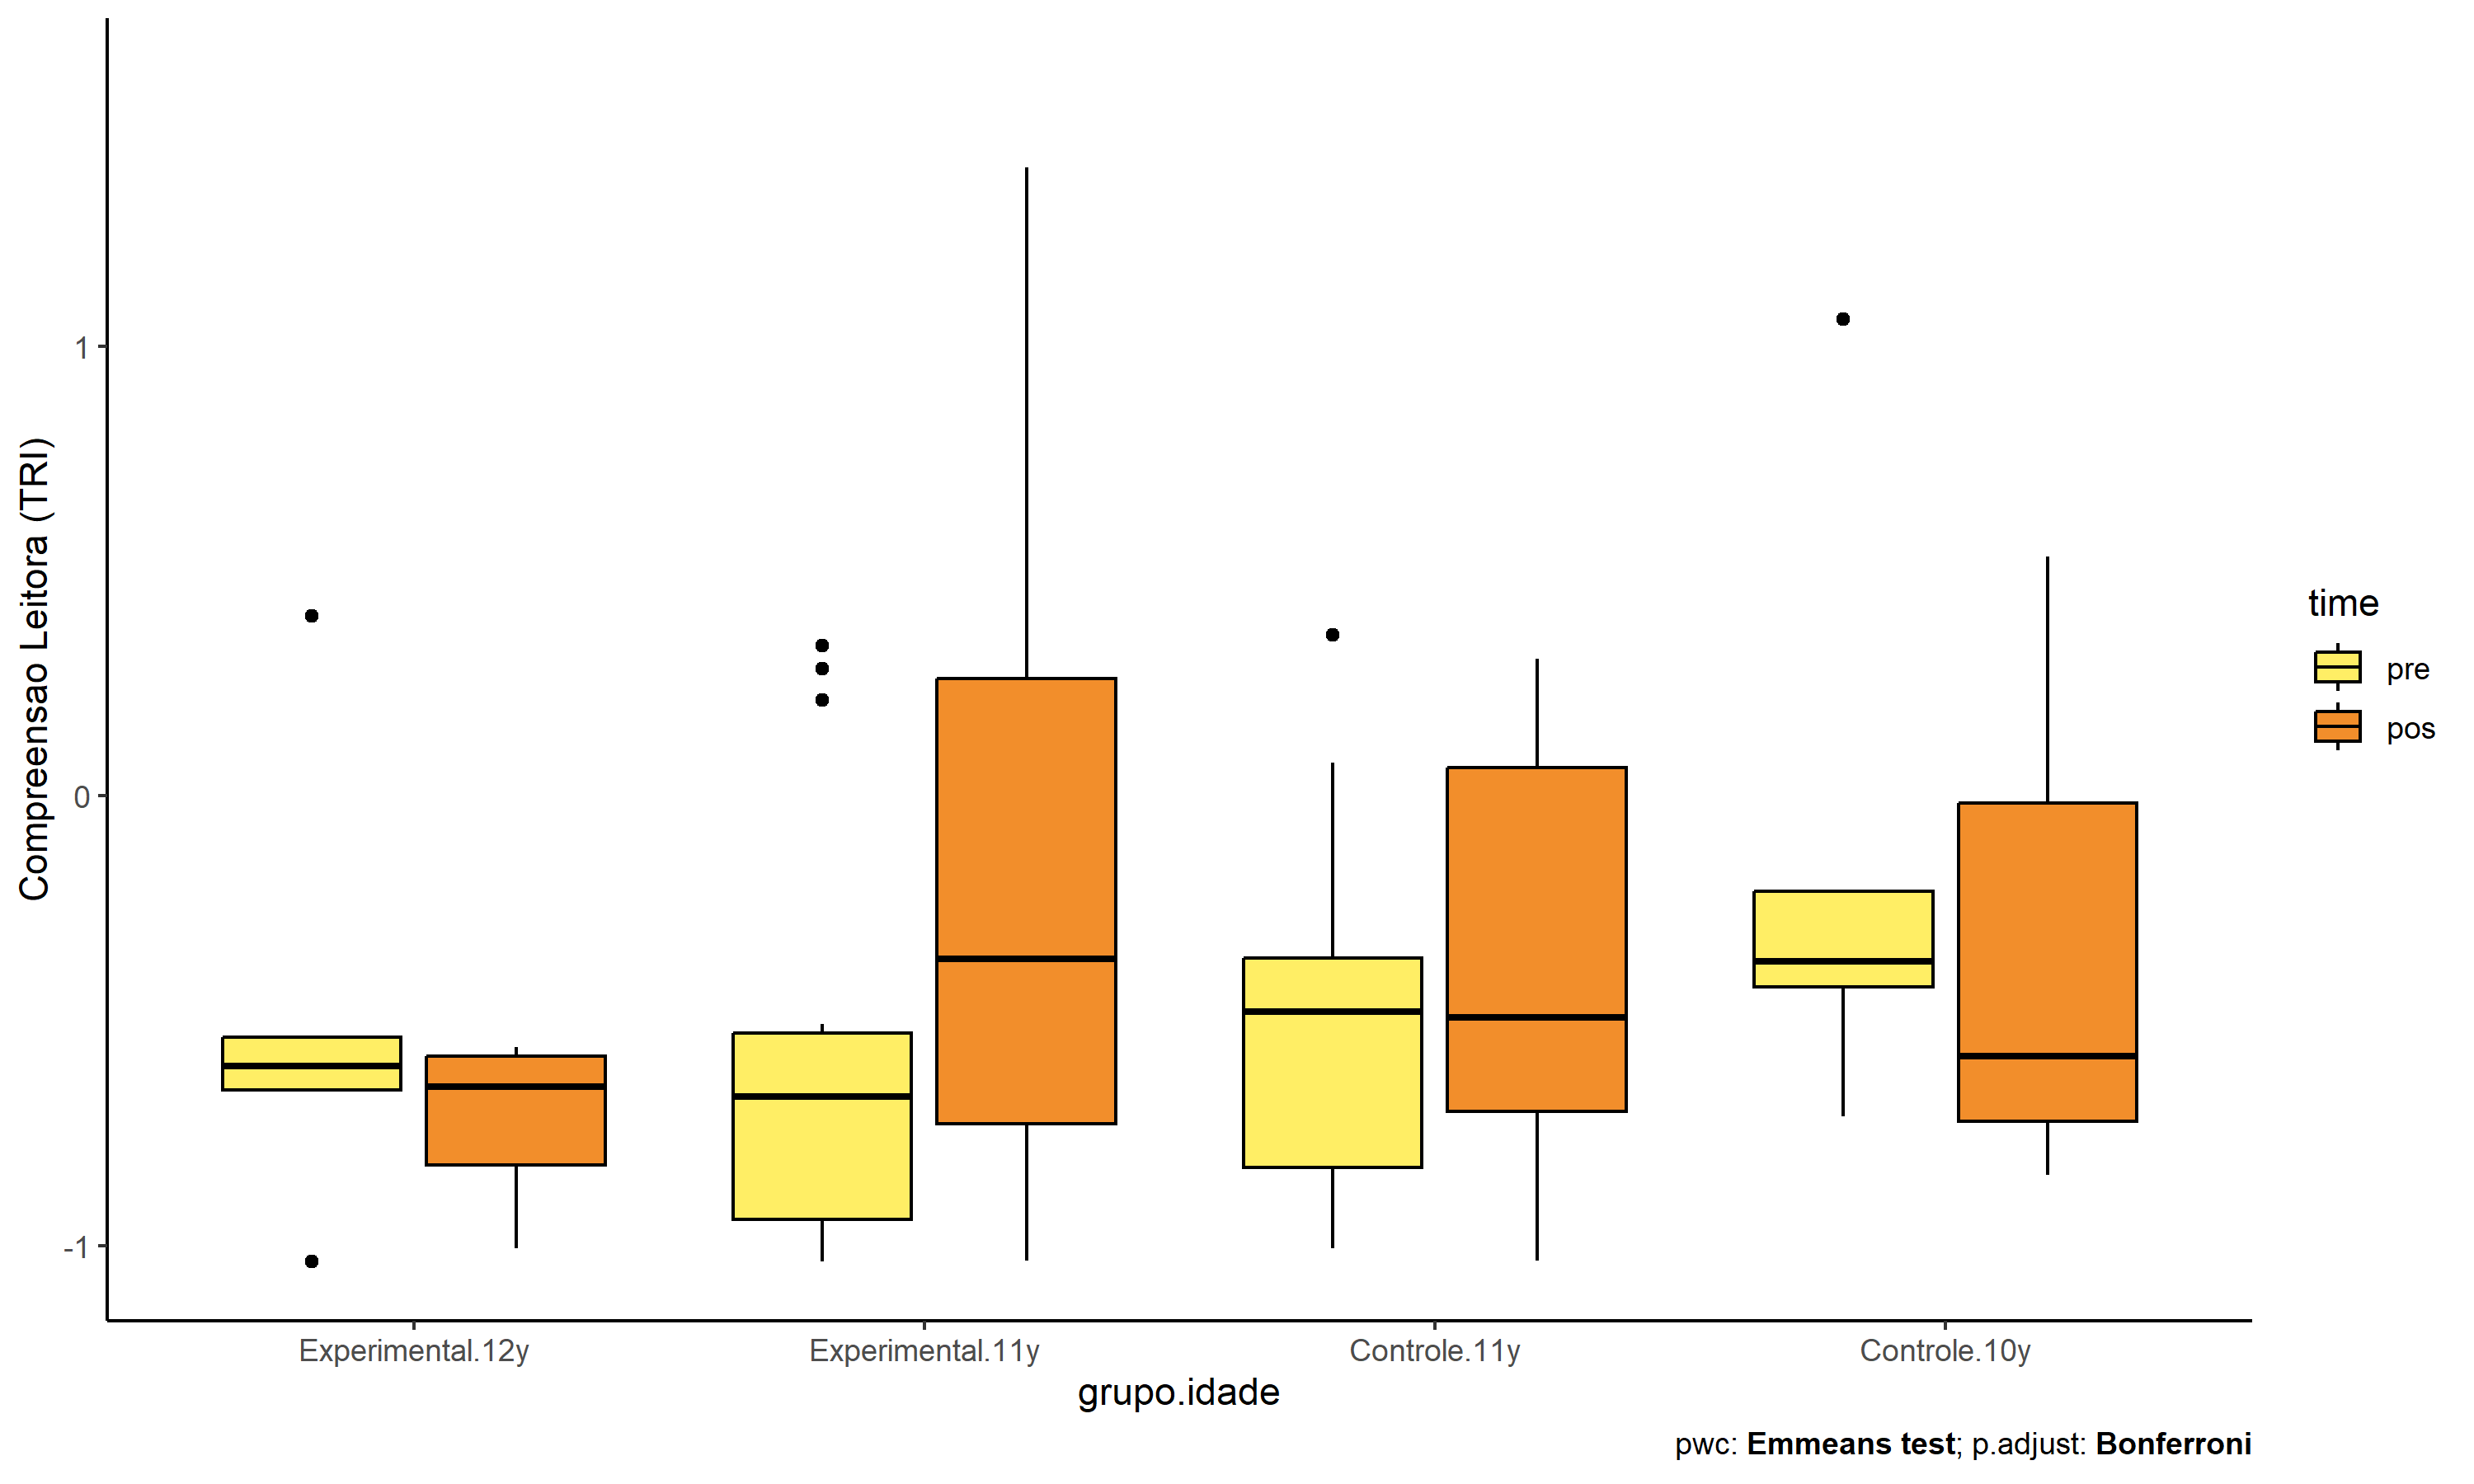 Compreensao Leitora (TRI)
1
0
-1
Experimental.12y
Experimental.11y
Controle.11y
Controle.10y
grupo.idade
time
pre
pos
pwc: Emmeans test; p.adjust: Bonferroni